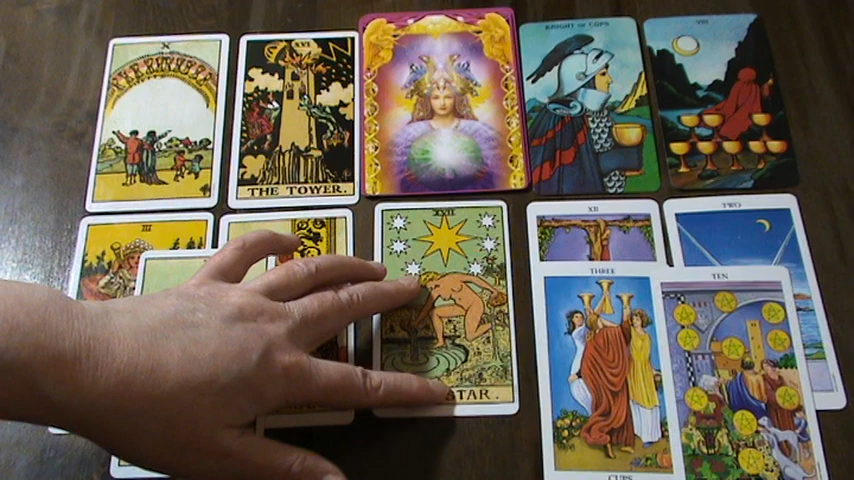 X
XVI
THE TOWER.
KNIGHT OF CUPS
VIII
III
XVII
STAR.
XII
TWO
THREE
CUPS
TEN